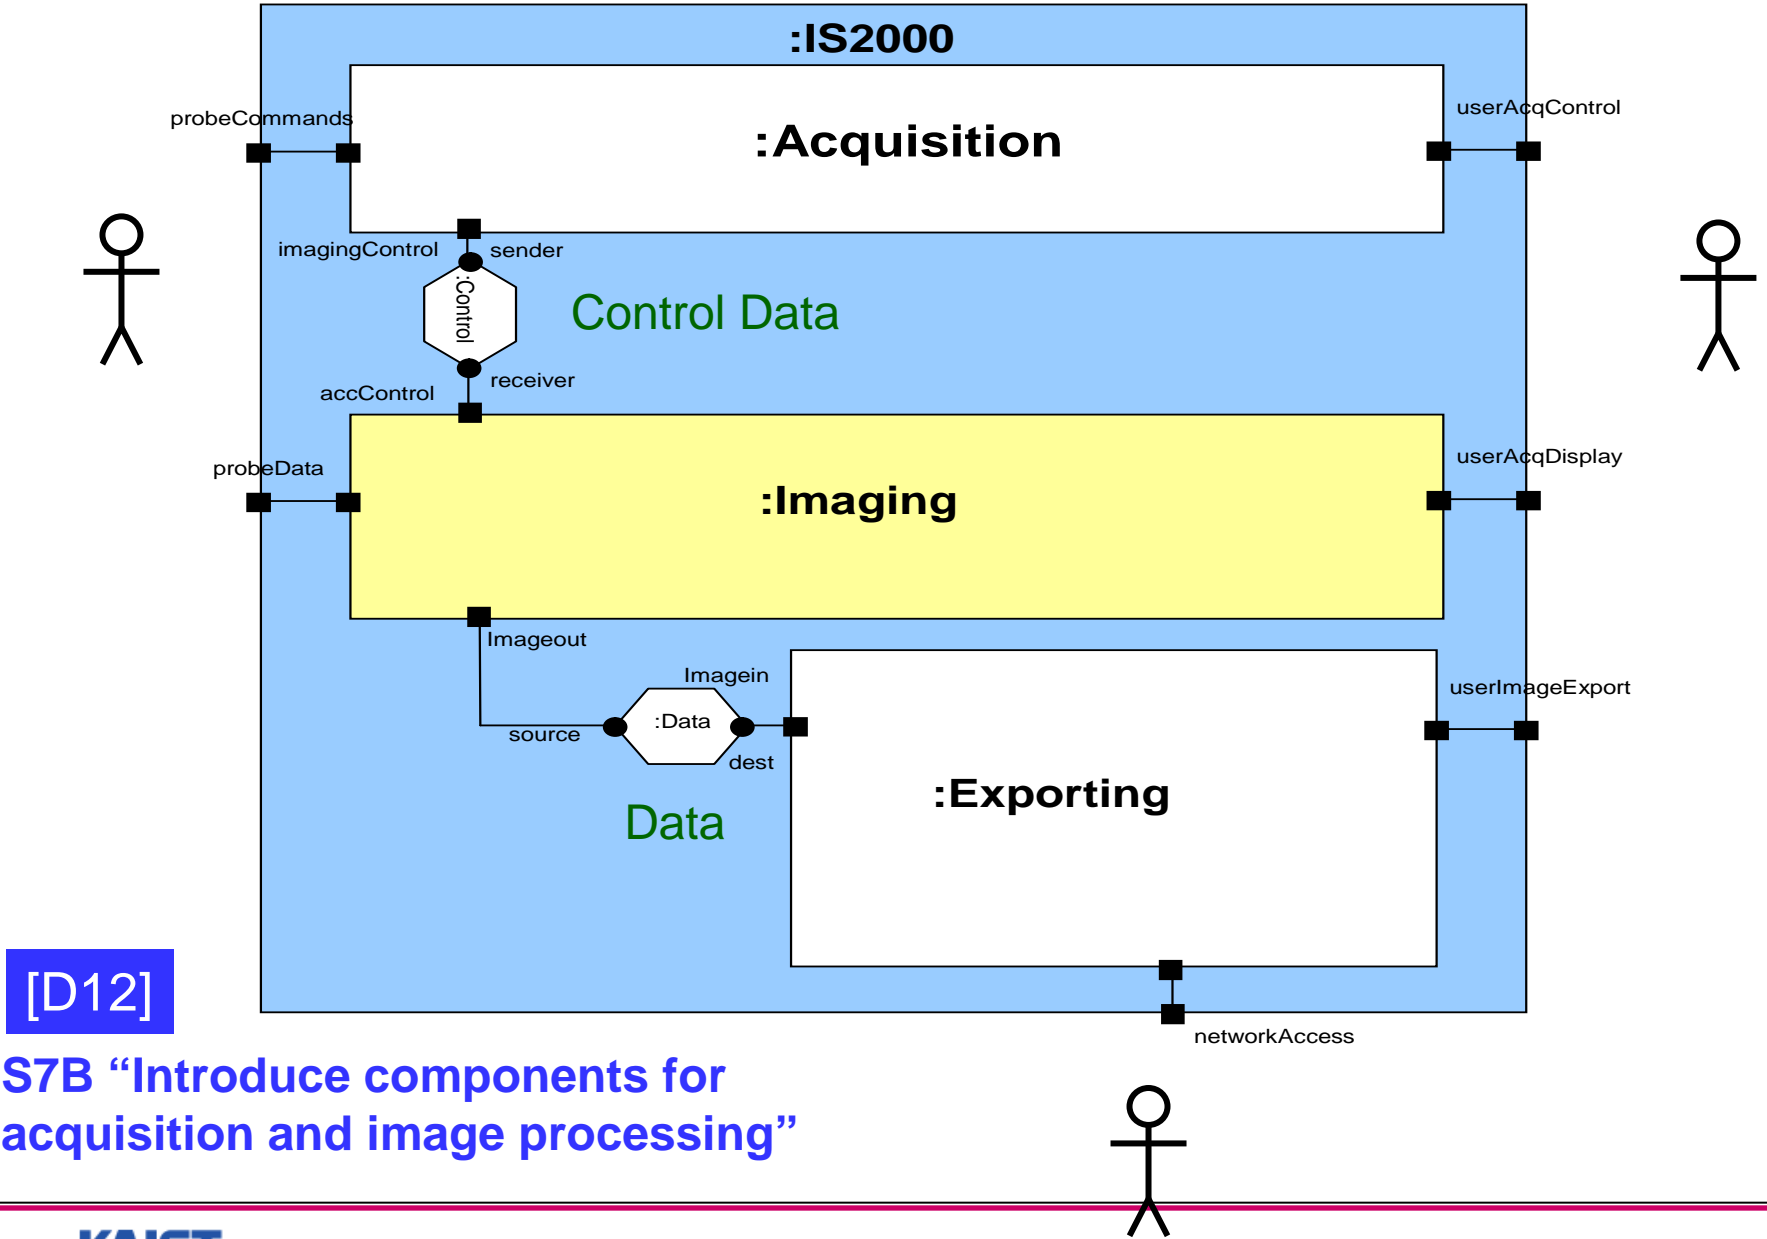 :IS2000
probeCommands
userAcqControl
:Acquisition
imagingControl
sender
:Control
Control Data
receiver
accControl
probeData
userAcqDisplay
:Imaging
Imageout
Imagein
userImageExport
:Data
source
dest
:Exporting
Data
[D12]
networkAccess
S7B “Introduce components for
acquisition and image processing”
KAIST